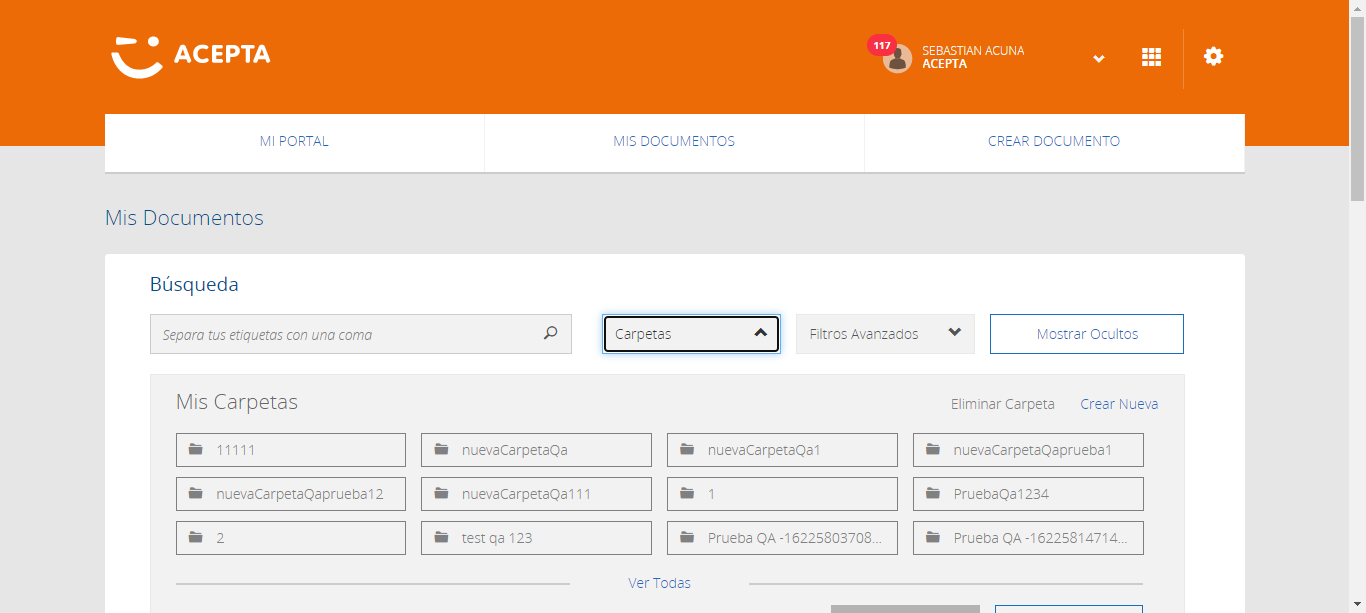 ACEPTA
117
SEBASTIAN ACUNA
ACEPTA
MI PORTAL
MIS DOCUMENTOS
CREAR DOCUMENTO
Mis Documentos
Búsqueda
Separa tus etiquetas con una coma
Carpetas
Filtros Avanzados
Mostrar Ocultos
Mis Carpetas
Eliminar Carpeta
Crear Nueva
11111
nuevaCarpetaQa
nuevaCarpetaQa1
nuevaCarpetaQaprueba1
nuevaCarpetaQaprueba12
nuevaCarpetaQa111
1
PruebaQa1234
2
test qa 123
Prueba QA -16225803708...
Prueba QA -16225814714...
Ver Todas